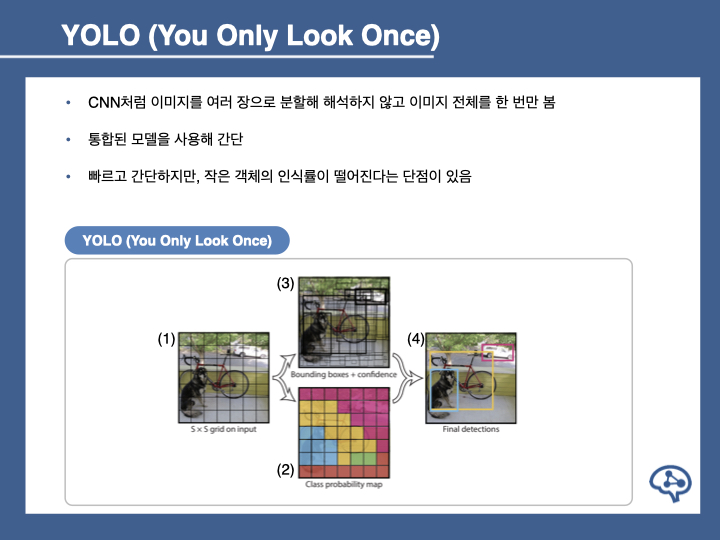 YOLO (You Only Look Once)
• CNN처럼 이미지를 여러 장으로 분할해 해석하지 않고 이미지 전체를 한 번만 봄
• 통합된 모델을 사용해 간단
• 빠르고 간단하지만, 작은 객체의 인식률이 떨어진다는 단점이 있음
YOLO (You Only Look Once)
(3)
(1)
(4)
Bounding boxes + confidence
S × S grid on input
Final detections
(2)
Class probability map